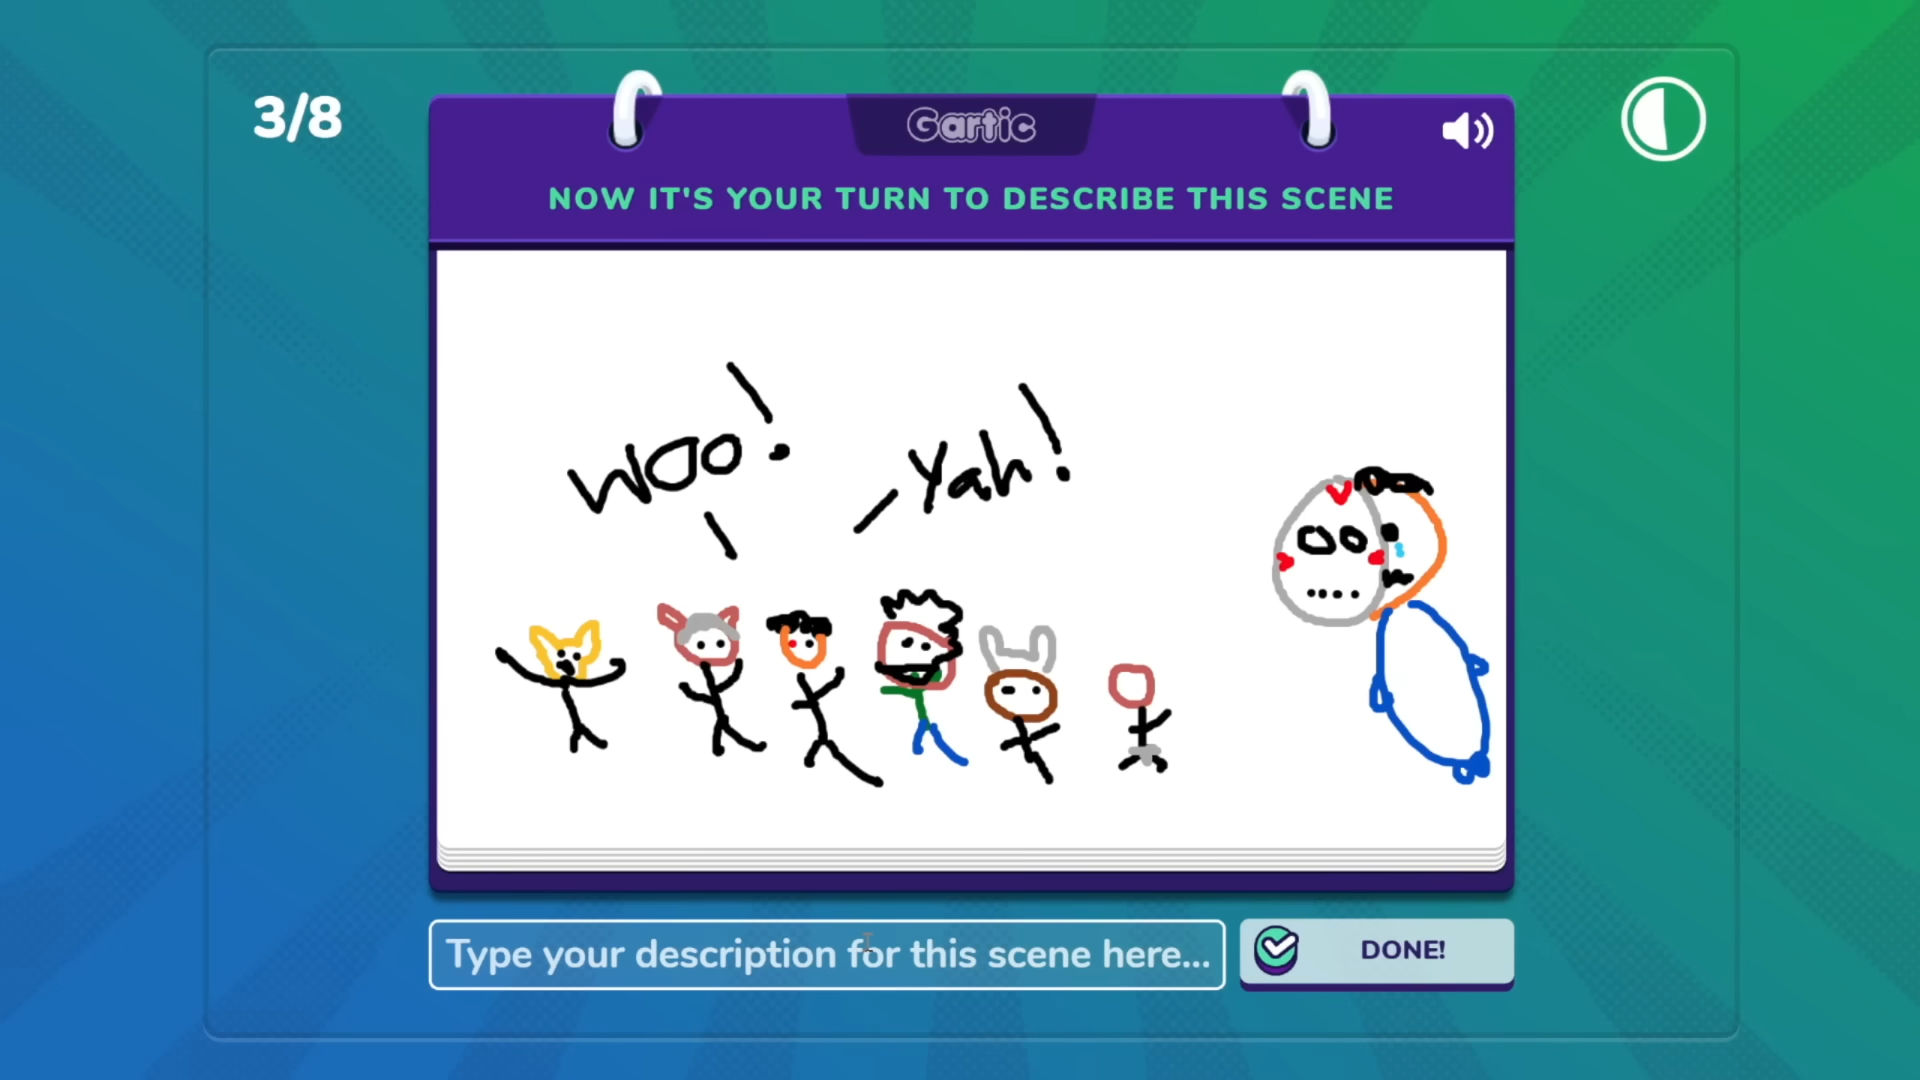 3/8
Gartic
NOW IT'S YOUR TURN TO DESCRIBE THIS SCENE
Woo!
Yah!
Type your description for this scene here...
DONE!